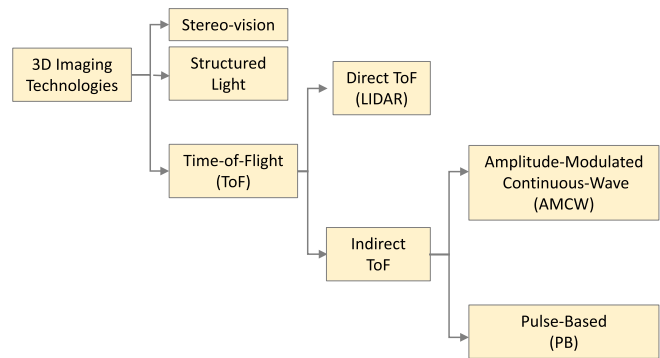 Stereo-vision
3D Imaging
Technologies
Structured
Light
Direct ToF
(LIDAR)
Time-of-Flight
(ToF)
Amplitude-Modulated
Continuous-Wave
(AMCW)
Indirect
ToF
Pulse-Based
(PB)